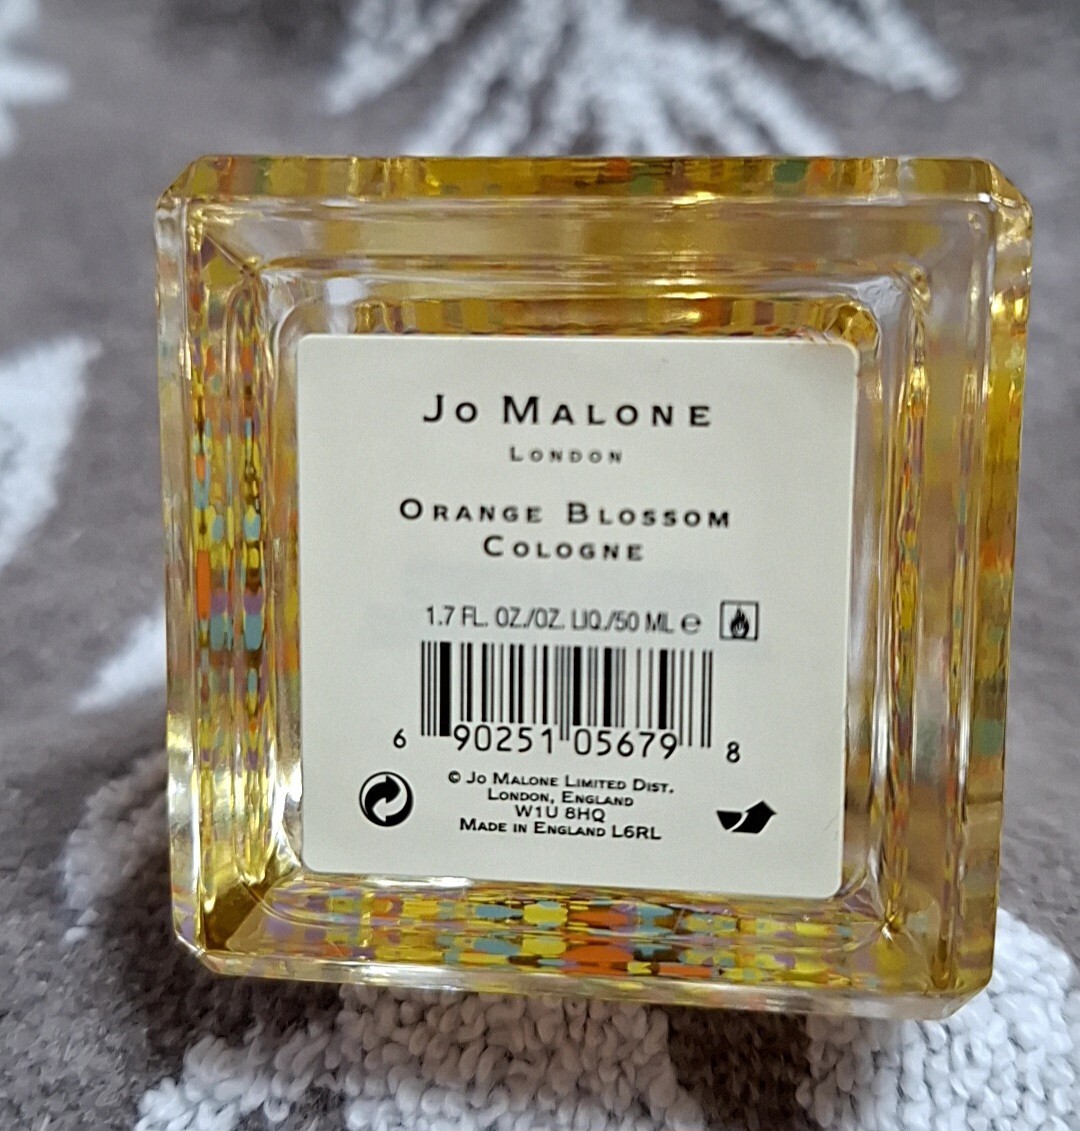 Jo Malone
London
Orange Blossom
Cologne
1.7 FL. OZ./OZ. LIQ./50 ML ℮
6 90251 05679 8
© Jo Malone Limited Dist.
London, England
W1U 8HQ
Made in England L6RL